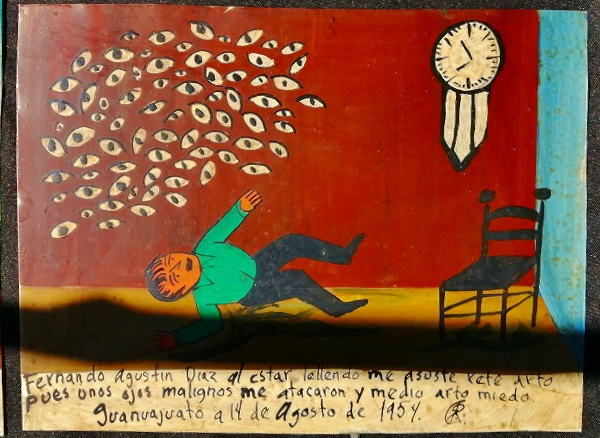 Fernando Agustin Diaz al estar lellendo me asuste rete arto
pues unos ojos malignos me atacaron y medio arto miedo.
Guanuajuato a 14 de Agosto de 1954.